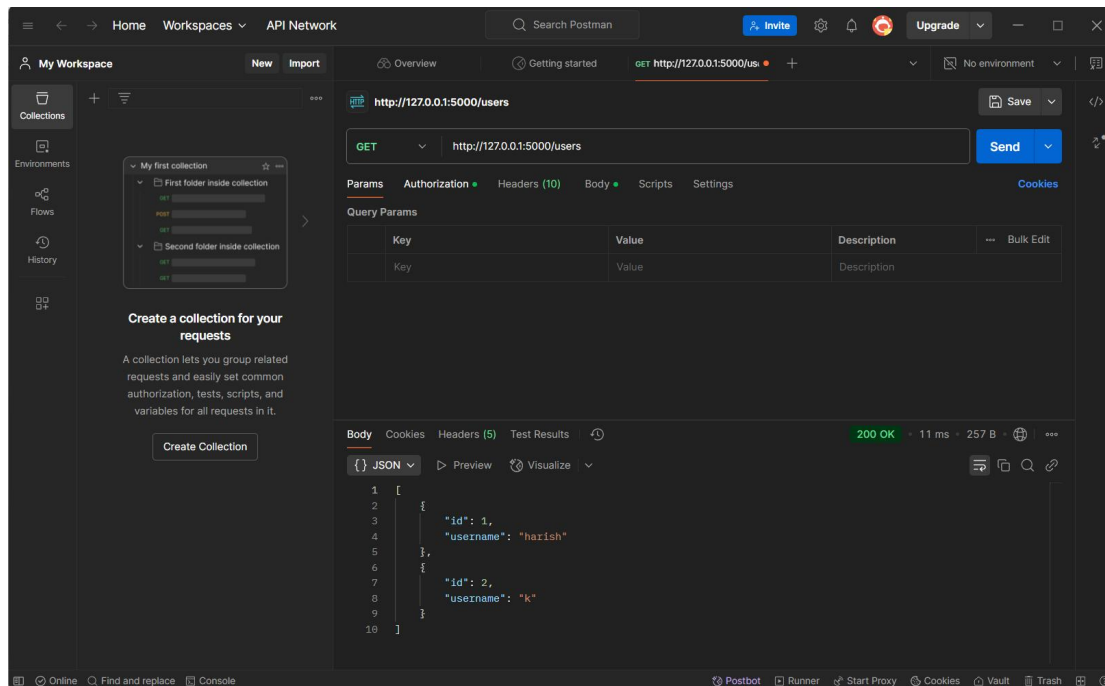 Home Workspaces API Network Search Postman Invite Upgrade
My Workspace New Import Overview Getting started GET http://127.0.0.1:5000/us No environment
Collections
Environments
Flows
History
My first collection
First folder inside collection
GET
POST
GET
Second folder inside collection
GET
GET
Create a collection for your
requests
A collection lets you group related
requests and easily set common
authorization, tests, scripts, and
variables for all requests in it.
Create Collection
HTTP http://127.0.0.1:5000/users Save
GET http://127.0.0.1:5000/users Send
Params Authorization Headers (10) Body Scripts Settings Cookies
Query Params
Key Value Description Bulk Edit
Key Value Description
Body Cookies Headers (5) Test Results 200 OK 11 ms 257 B
{} JSON Preview Visualize
1 [
2 {
3 "id": 1,
4 "username": "harish"
5 },
6 {
7 "id": 2,
8 "username": "k"
9 }
10 ]
Online Find and replace Console Postbot Runner Start Proxy Cookies Vault Trash